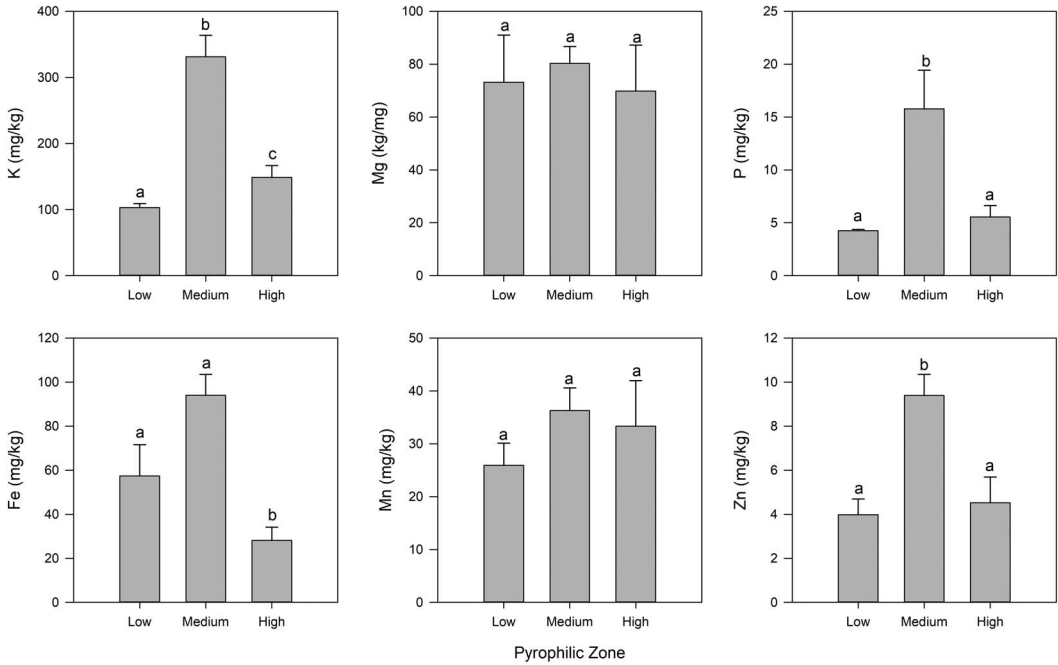 K (mg/kg)
400
300
200
100
0
a
b
c
Low Medium High
Mg (kg/mg)
100
80
60
40
20
0
a
a
a
Low Medium High
P (mg/kg)
25
20
15
10
5
0
a
b
a
Low Medium High
Fe (mg/kg)
120
100
80
60
40
20
0
a
a
b
Low Medium High
Mn (mg/kg)
50
40
30
20
10
0
a
a
a
Low Medium High
Zn (mg/kg)
12
10
8
6
4
2
0
a
b
a
Low Medium High
Pyrophilic Zone